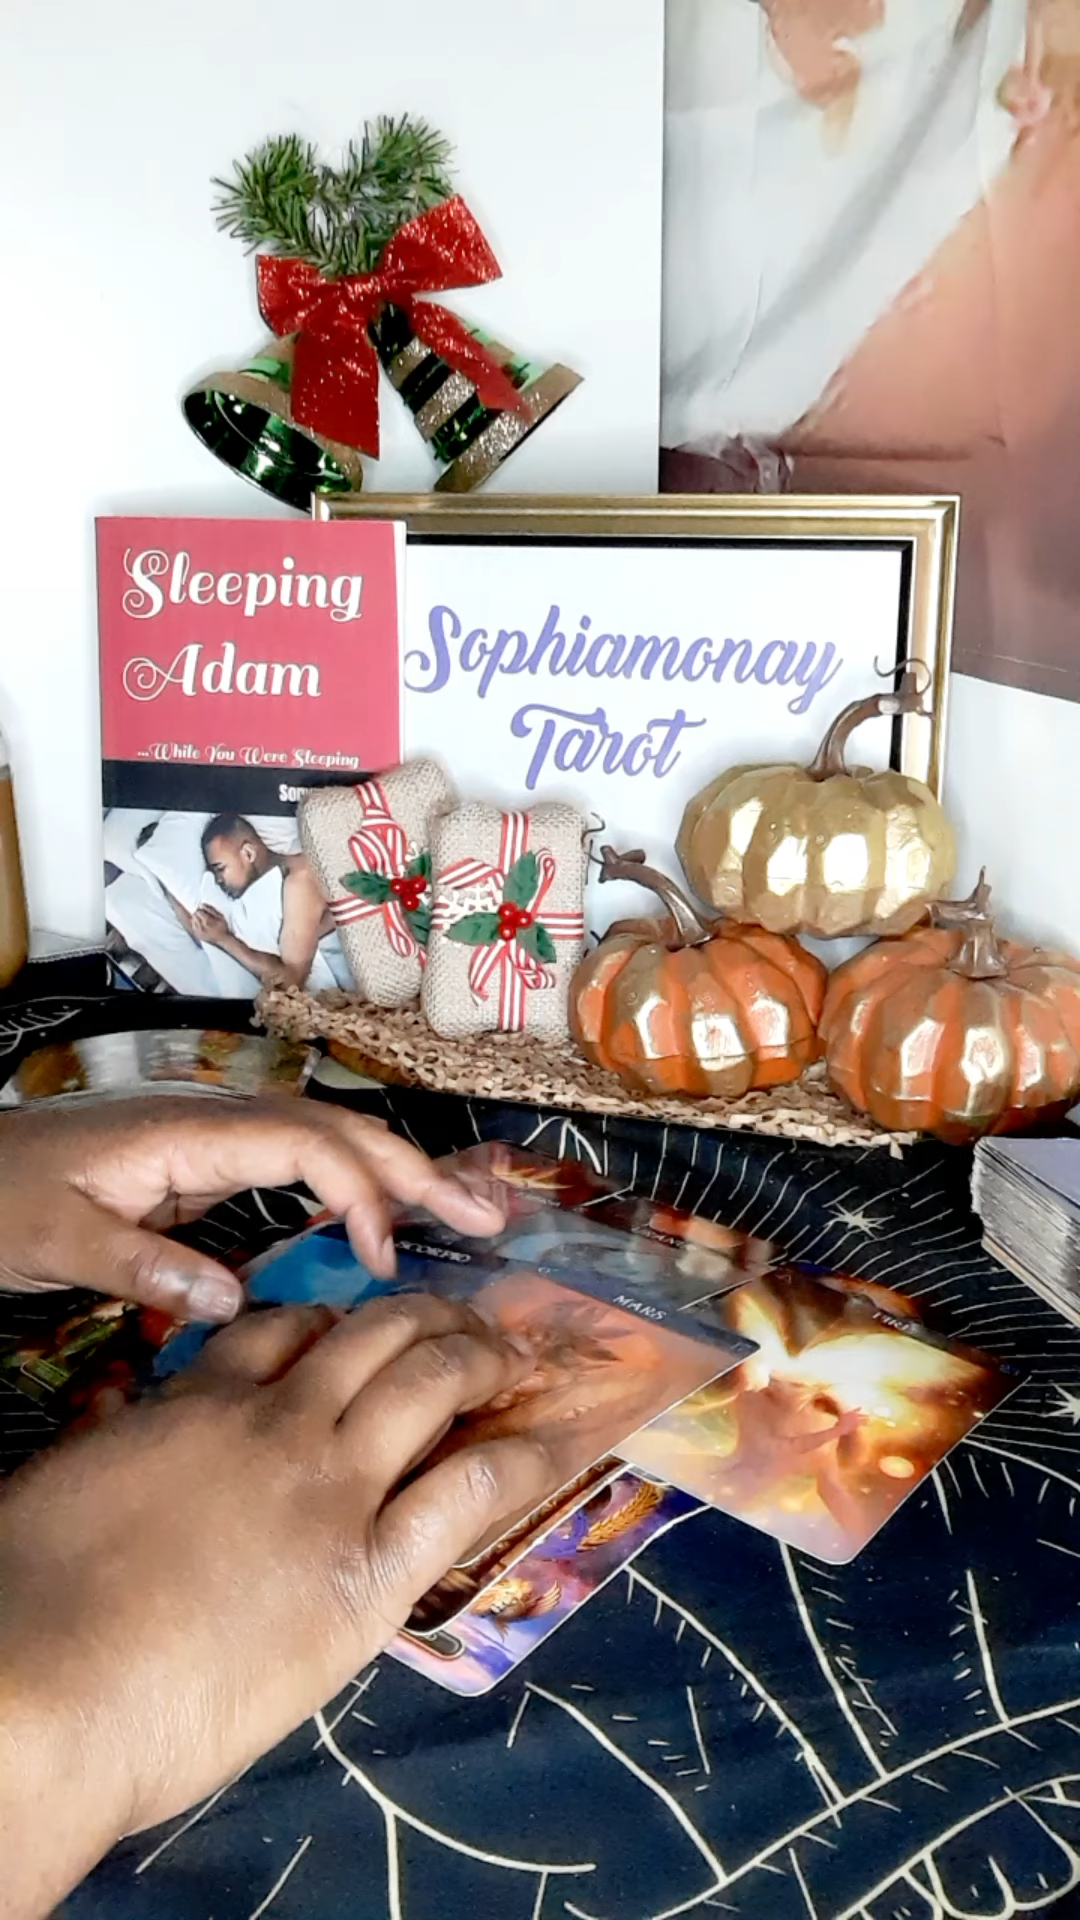 Sleeping
Adam
...While You Were Sleeping
Sophiamonay
Tarot
SCORPIO
MARS
FIRE